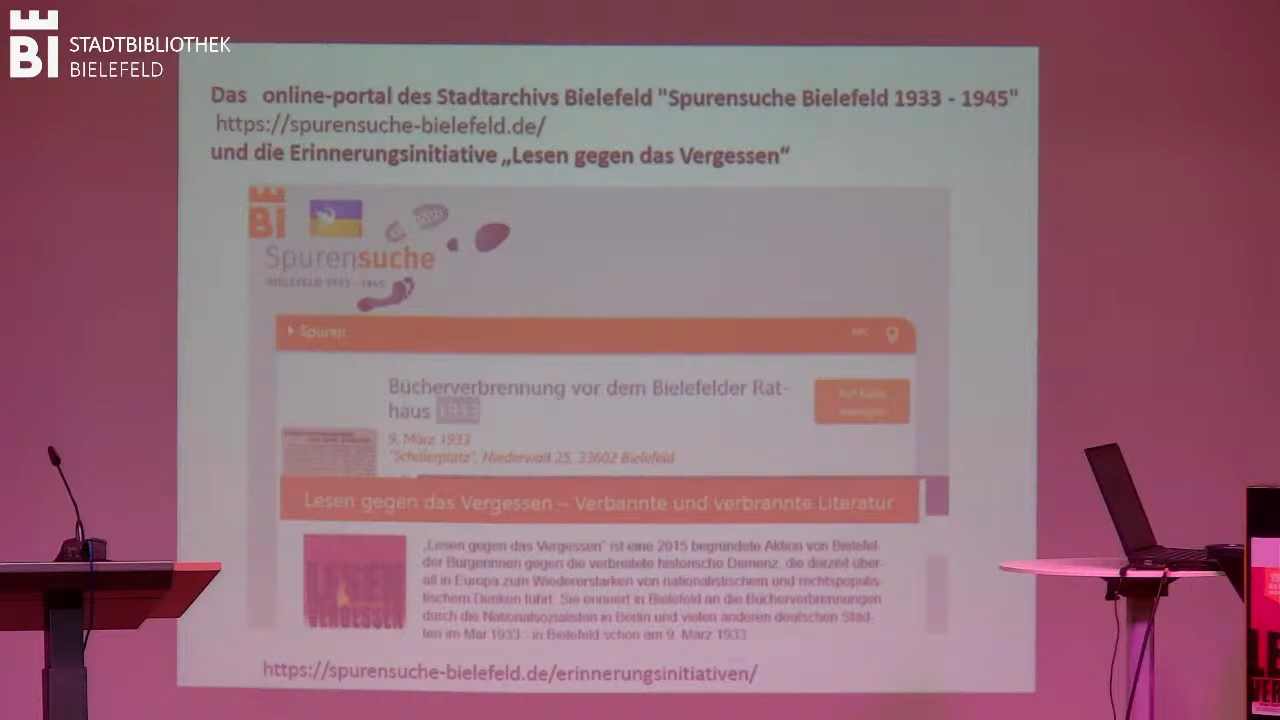 BI STADTBIBLIOTHEK
BIELEFELD
Das online-portal des Stadtarchivs Bielefeld "Spurensuche Bielefeld 1933 - 1945"
https://spurensuche-bielefeld.de/
und die Erinnerungsinitiative „Lesen gegen das Vergessen“
BI
Spurensuche
BIELEFELD 1933 - 1945
Spuren
Bücherverbrennung vor dem Bielefelder Rat-
haus 1933
9. März 1933
"Schillerplatz", Niederwall 25, 33602 Bielefeld
Lesen gegen das Vergessen – Verbannte und verbrannte Literatur
LESEN
VERGESSEN
„Lesen gegen das Vergessen“ ist eine 2015 begründete Aktion von Bielefel-
der Bürgerinnen gegen die verbreitete historische Demenz, die derzeit über-
all in Europa zum Wiedererstarken von nationalistischem und rechtspopulis-
tischem Denken führt. Sie erinnert in Bielefeld an die Bücherverbrennungen
durch die Nationalsozialisten in Berlin und vielen anderen deutschen Städ-
ten im Mai 1933 - in Bielefeld schon am 9. März 1933
https://spurensuche-bielefeld.de/erinnerungsinitiativen/